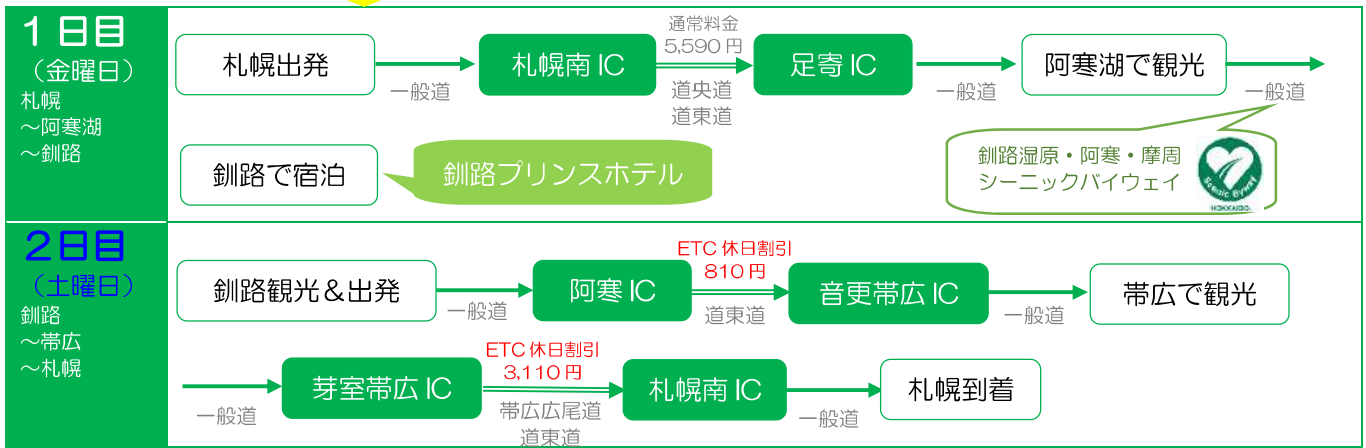 1日目
（金曜日）
札幌
～阿寒湖
～釧路
札幌出発
一般道
札幌南 IC
通常料金
5,590 円
道央道
道東道
足寄 IC
一般道
阿寒湖で観光
一般道
釧路湿原・阿寒・摩周
シーニックバイウェイ
Scenic Byway
HOKKAIDO
釧路で宿泊
釧路プリンスホテル
2日目
（土曜日）
釧路
～帯広
～札幌
釧路観光＆出発
一般道
阿寒 IC
ETC 休日割引
810 円
道東道
音更帯広 IC
一般道
帯広で観光
一般道
芽室帯広 IC
ETC 休日割引
3,110 円
帯広広尾道
道東道
札幌南 IC
一般道
札幌到着